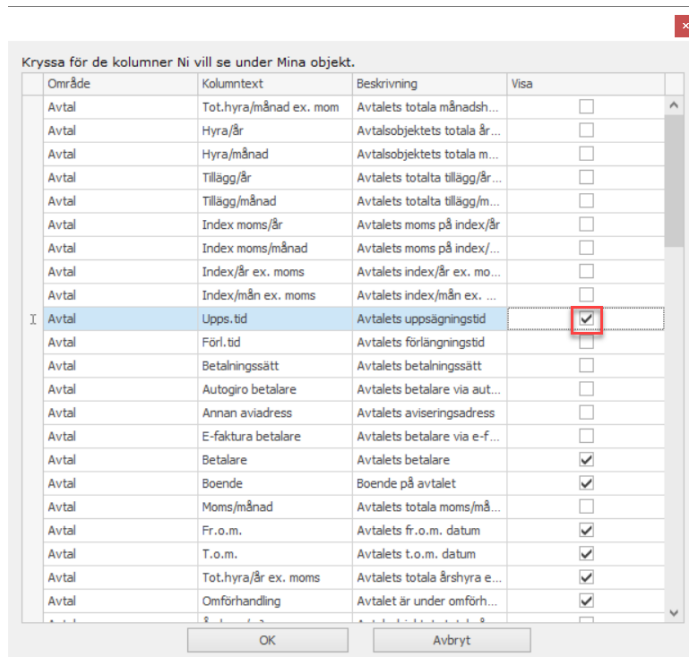 Kryssa för de kolumner Ni vill se under Mina objekt.
Område Kolumntext Beskrivning Visa
Avtal Tot.hyra/månad ex. mom Avtalets totala månadsh...
Avtal Hyra/år Avtalsobjektets totala år...
Avtal Hyra/månad Avtalsobjektets totala m...
Avtal Tillägg/år Avtalets totalta tillägg/år...
Avtal Tillägg/månad Avtalets totalta tillägg/m...
Avtal Index moms/år Avtalets moms på index/år
Avtal Index moms/månad Avtalets moms på index/...
Avtal Index/år ex. moms Avtalets index/år ex. mo...
Avtal Index/mån ex. moms Avtalets index/mån ex. ...
Avtal Upps.tid Avtalets uppsägningstid
Avtal Förl.tid Avtalets förlängningstid
Avtal Betalningssätt Avtalets betalningssätt
Avtal Autogiro betalare Avtalets betalare via aut...
Avtal Annan aviadress Avtalets aviseringsadress
Avtal E-faktura betalare Avtalets betalare via e-f...
Avtal Betalare Avtalets betalare
Avtal Boende Boende på avtalet
Avtal Moms/månad Avtalets totala moms/må...
Avtal Fr.o.m. Avtalets fr.o.m. datum
Avtal T.o.m. Avtalets t.o.m. datum
Avtal Tot.hyra/år ex. moms Avtalets totala årshyra e...
Avtal Omförhandling Avtalet är under omförh...
OK Avbryt